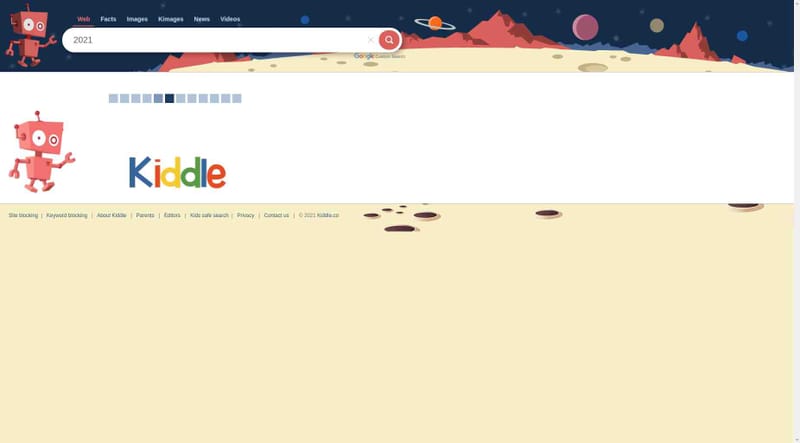 Web Facts Images Kimages News Videos
2021
Google Custom Search
Kiddle
Site blocking | Keyword blocking | About Kiddle | Parents | Editors | Kids safe search | Privacy | Contact us | © 2021 Kiddle.co